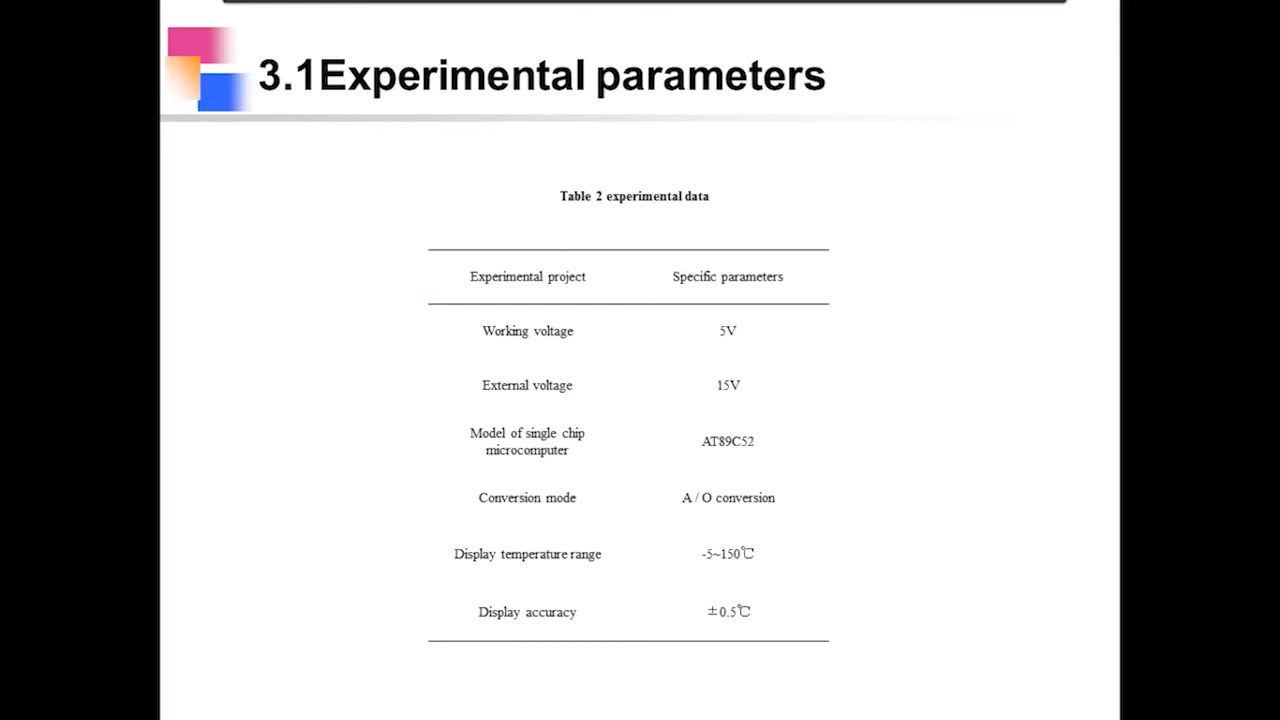 3.1Experimental parameters
Table 2 experimental data
Experimental project Specific parameters
Working voltage 5V
External voltage 15V
Model of single chip
microcomputer AT89C52
Conversion mode A / O conversion
Display temperature range -5~150℃
Display accuracy ±0.5℃